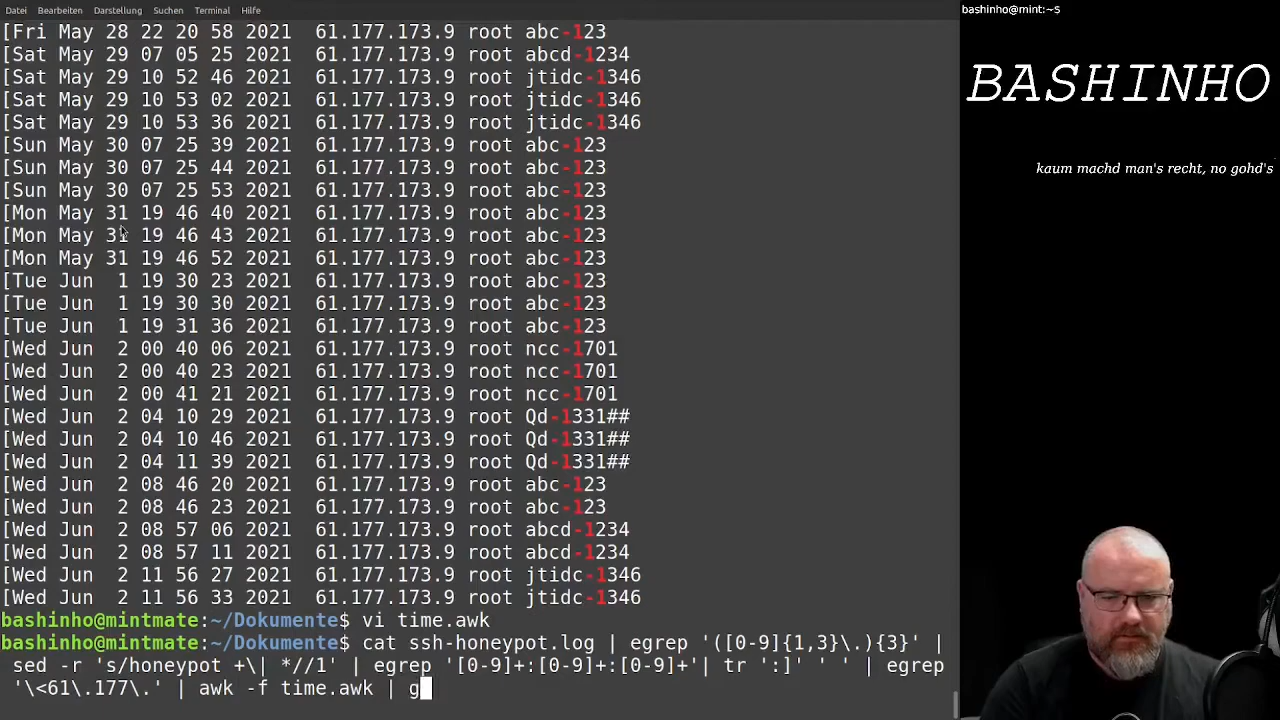 Datei Bearbeiten Darstellung Suchen Terminal Hilfe
[Fri May 28 22 20 58 2021  61.177.173.9 root abc-123
[Sat May 29 07 05 25 2021  61.177.173.9 root abcd-1234
[Sat May 29 10 52 46 2021  61.177.173.9 root jtidc-1346
[Sat May 29 10 53 02 2021  61.177.173.9 root jtidc-1346
[Sat May 29 10 53 36 2021  61.177.173.9 root jtidc-1346
[Sun May 30 07 25 39 2021  61.177.173.9 root abc-123
[Sun May 30 07 25 44 2021  61.177.173.9 root abc-123
[Sun May 30 07 25 53 2021  61.177.173.9 root abc-123
[Mon May 31 19 46 40 2021  61.177.173.9 root abc-123
[Mon May 31 19 46 43 2021  61.177.173.9 root abc-123
[Mon May 31 19 46 52 2021  61.177.173.9 root abc-123
[Tue Jun  1 19 30 23 2021  61.177.173.9 root abc-123
[Tue Jun  1 19 30 30 2021  61.177.173.9 root abc-123
[Tue Jun  1 19 31 36 2021  61.177.173.9 root abc-123
[Wed Jun  2 00 40 06 2021  61.177.173.9 root ncc-1701
[Wed Jun  2 00 40 23 2021  61.177.173.9 root ncc-1701
[Wed Jun  2 00 41 21 2021  61.177.173.9 root ncc-1701
[Wed Jun  2 04 10 29 2021  61.177.173.9 root Qd-1331##
[Wed Jun  2 04 10 46 2021  61.177.173.9 root Qd-1331##
[Wed Jun  2 04 11 39 2021  61.177.173.9 root Qd-1331##
[Wed Jun  2 08 46 20 2021  61.177.173.9 root abc-123
[Wed Jun  2 08 46 23 2021  61.177.173.9 root abc-123
[Wed Jun  2 08 57 06 2021  61.177.173.9 root abcd-1234
[Wed Jun  2 08 57 11 2021  61.177.173.9 root abcd-1234
[Wed Jun  2 11 56 27 2021  61.177.173.9 root jtidc-1346
[Wed Jun  2 11 56 33 2021  61.177.173.9 root jtidc-1346
bashinho@mintmate:~/Dokumente$ vi time.awk
bashinho@mintmate:~/Dokumente$ cat ssh-honeypot.log | egrep '([0-9]{1,3}\.){3}' |
sed -r 's/honeypot +\| *//1' | egrep '[0-9]+:[0-9]+:[0-9]+'| tr ':]' ' ' | egrep
'\<61\.177\.' | awk -f time.awk | g
bashinho@mint:~$
BASHINHO
kaum machd man's recht, no gohd's